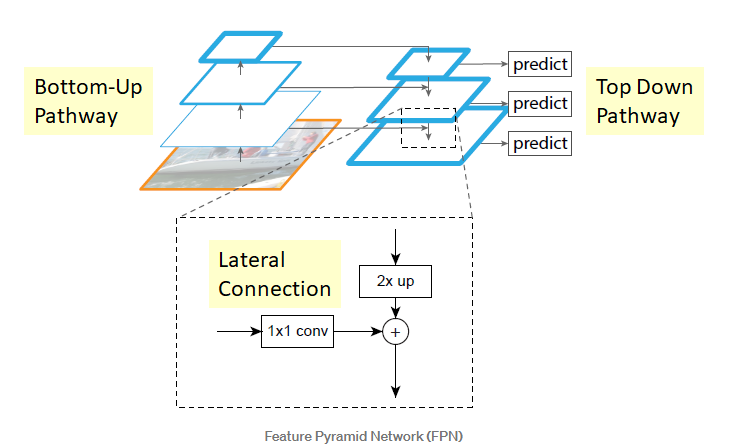 Bottom-Up
Pathway
predict
predict
predict
Top Down
Pathway
Lateral
Connection
2x up
1x1 conv
+
Feature Pyramid Network (FPN)